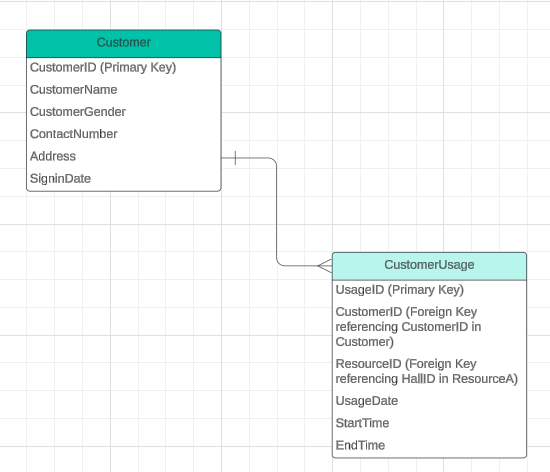 Customer
CustomerID (Primary Key)
CustomerName
CustomerGender
ContactNumber
Address
SigninDate
CustomerUsage
UsageID (Primary Key)
CustomerID (Foreign Key
referencing CustomerID in
Customer)
ResourceID (Foreign Key
referencing HallID in ResourceA)
UsageDate
StartTime
EndTime